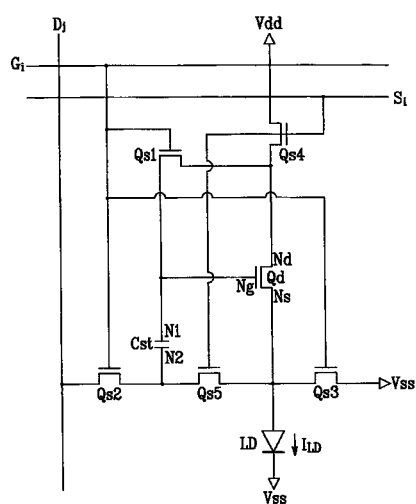 Dj
Vdd
Gi
Si
Qs1
Qs4
Nd
Ng
Qd
Ns
N1
Cst
N2
Qs2
Qs5
Qs3
Vss
LD
ILD
Vss